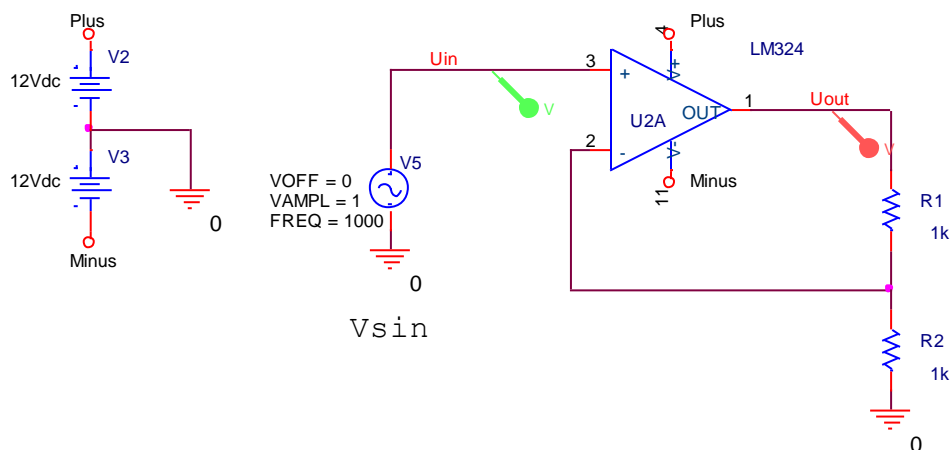 Plus
V2
12Vdc
V3
12Vdc
0
Minus
Uin
V
V5
VOFF = 0
VAMPL = 1
FREQ = 1000
0
Vsin
Plus
4
LM324
V+
3
+
U2A
OUT
1
2
-
V-
11
Minus
Uout
V
R1
1k
R2
1k
0